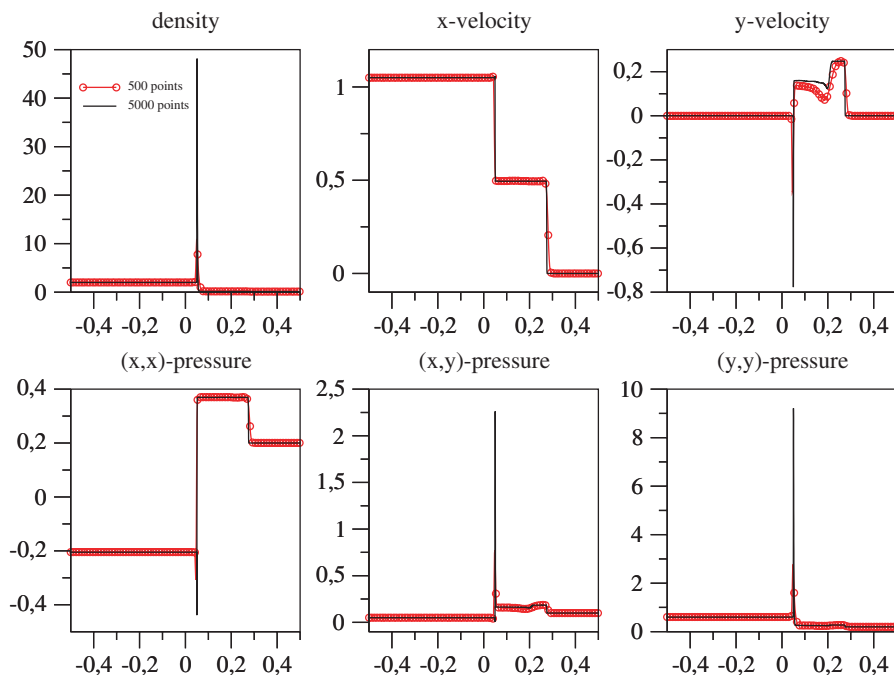 density
x-velocity
y-velocity
50
40
30
20
10
0
500 points
5000 points
-0,4 -0,2 0 0,2 0,4
1
0,5
0
-0,4 -0,2 0 0,2 0,4
0,2
0
-0,2
-0,4
-0,6
-0,8
-0,4 -0,2 0 0,2 0,4
(x,x)-pressure
(x,y)-pressure
(y,y)-pressure
0,4
0,2
0
-0,2
-0,4
-0,4 -0,2 0 0,2 0,4
2,5
2
1,5
1
0,5
0
-0,4 -0,2 0 0,2 0,4
10
8
6
4
2
0
-0,4 -0,2 0 0,2 0,4